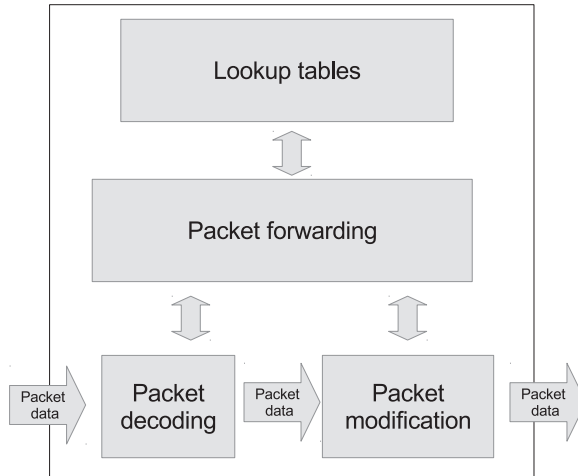 Lookup tables
Packet forwarding
Packet
data
Packet
decoding
Packet
data
Packet
modification
Packet
data